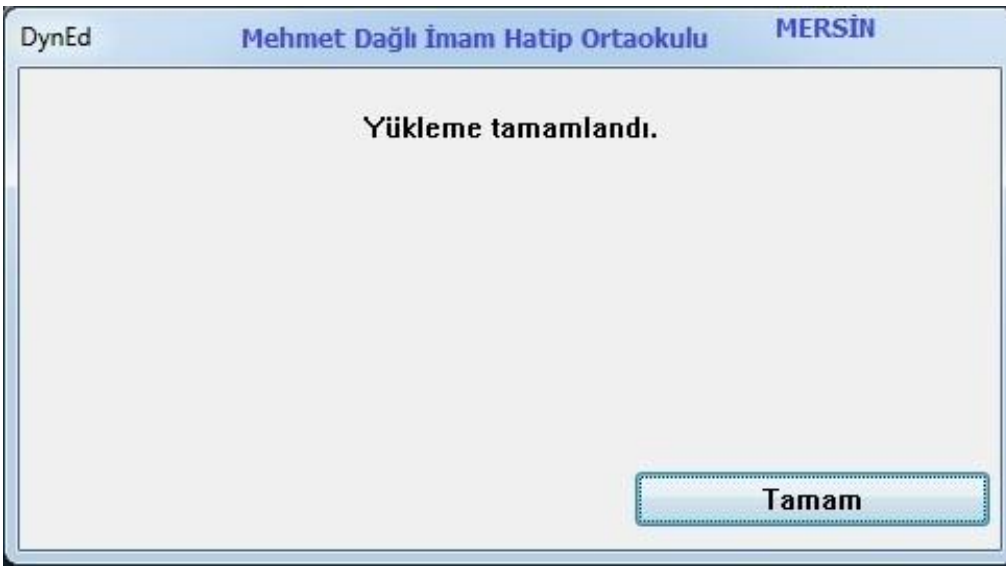 DynEd Mehmet Dağlı İmam Hatip Ortaokulu MERSİN
Yükleme tamamlandı.
Tamam